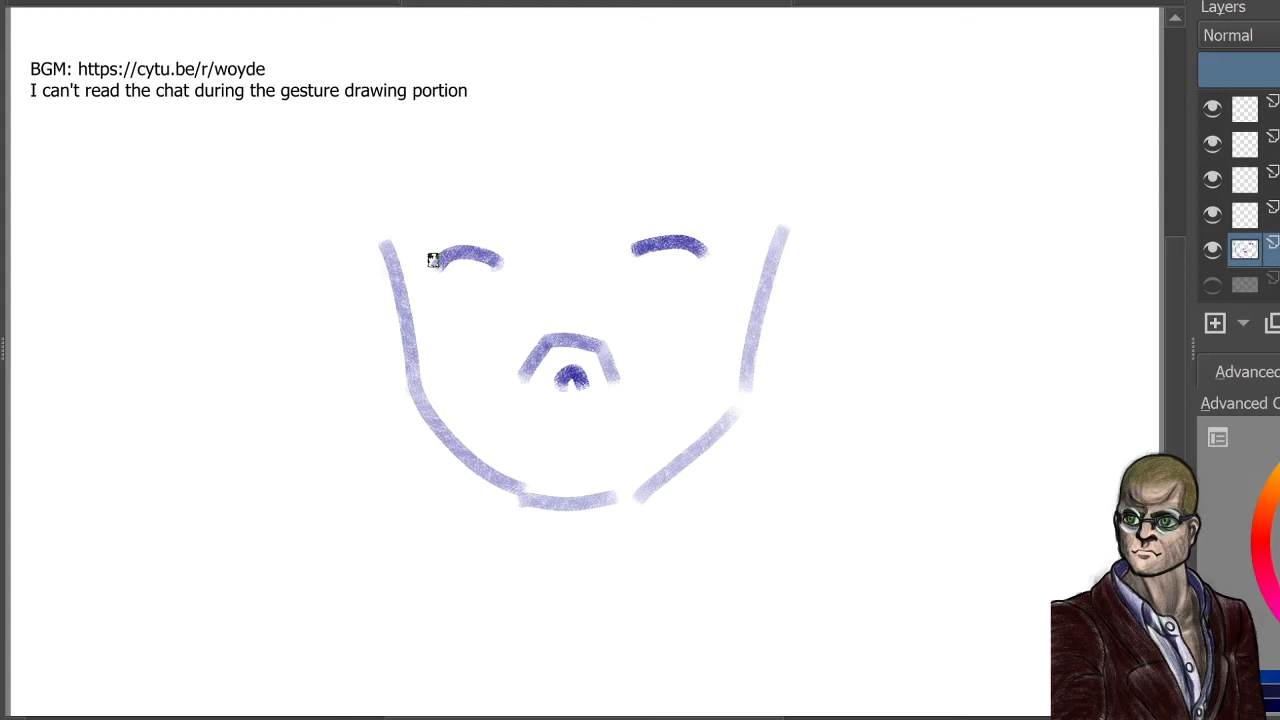 Layers
Normal
BGM: https://cytu.be/r/woyde
I can't read the chat during the gesture drawing portion
Advanced
Advanced